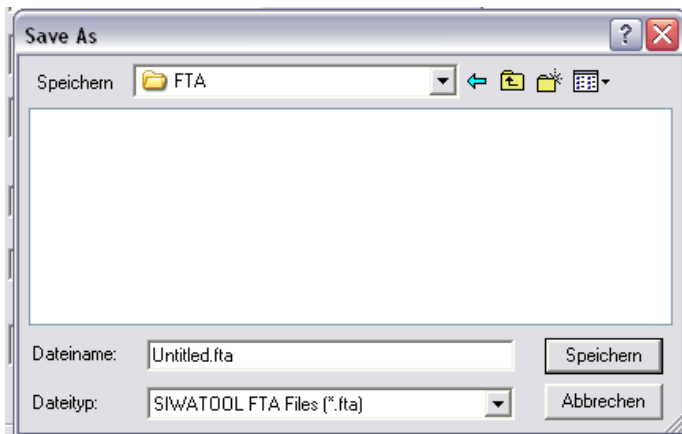 Save As
?
Speichern FTA
Dateiname: Untitled.fta Speichern
Dateityp: SIWATOOL FTA Files (*.fta) Abbrechen